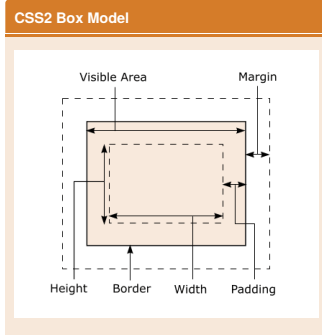 CSS2 Box Model
Visible Area Margin
Height Border Width Padding